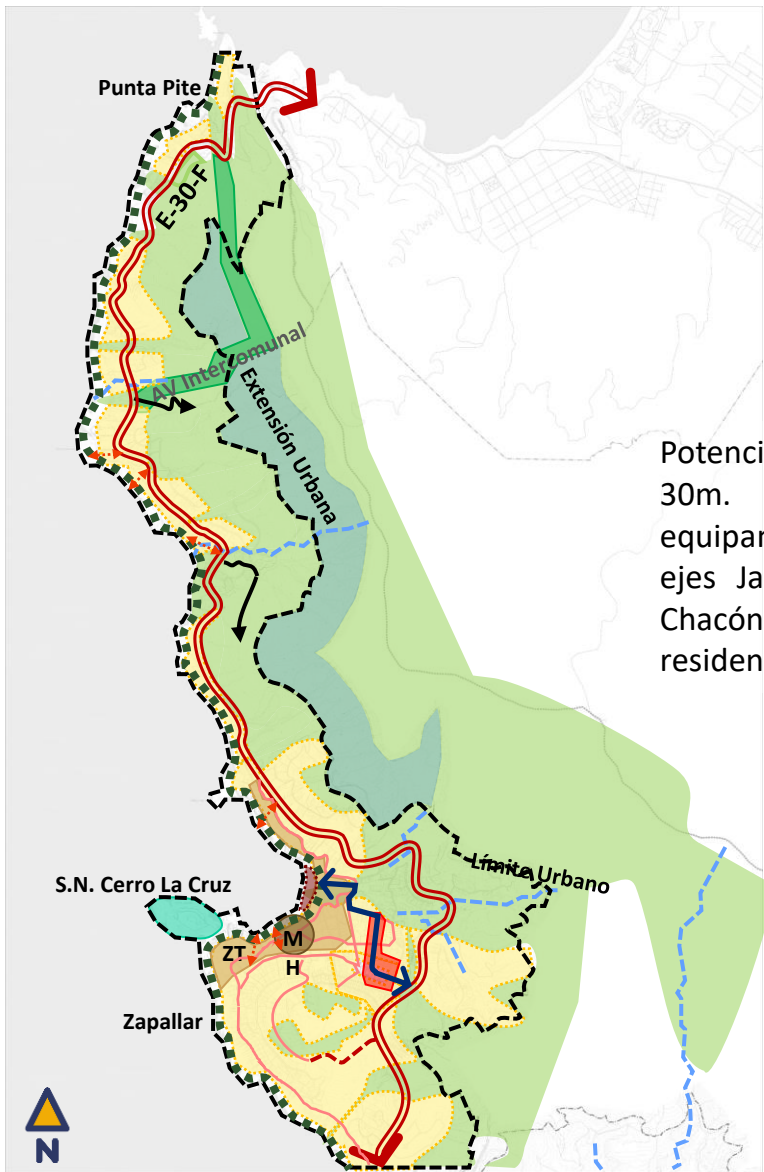 Punta Pite
E-30-F
AV Intercomunal
Extensión Urbana
Potenci
30m.
equipar
ejes Ja
Chacón
residen
Límite Urbano
S.N. Cerro La Cruz
M
ZT
H
Zapallar
N